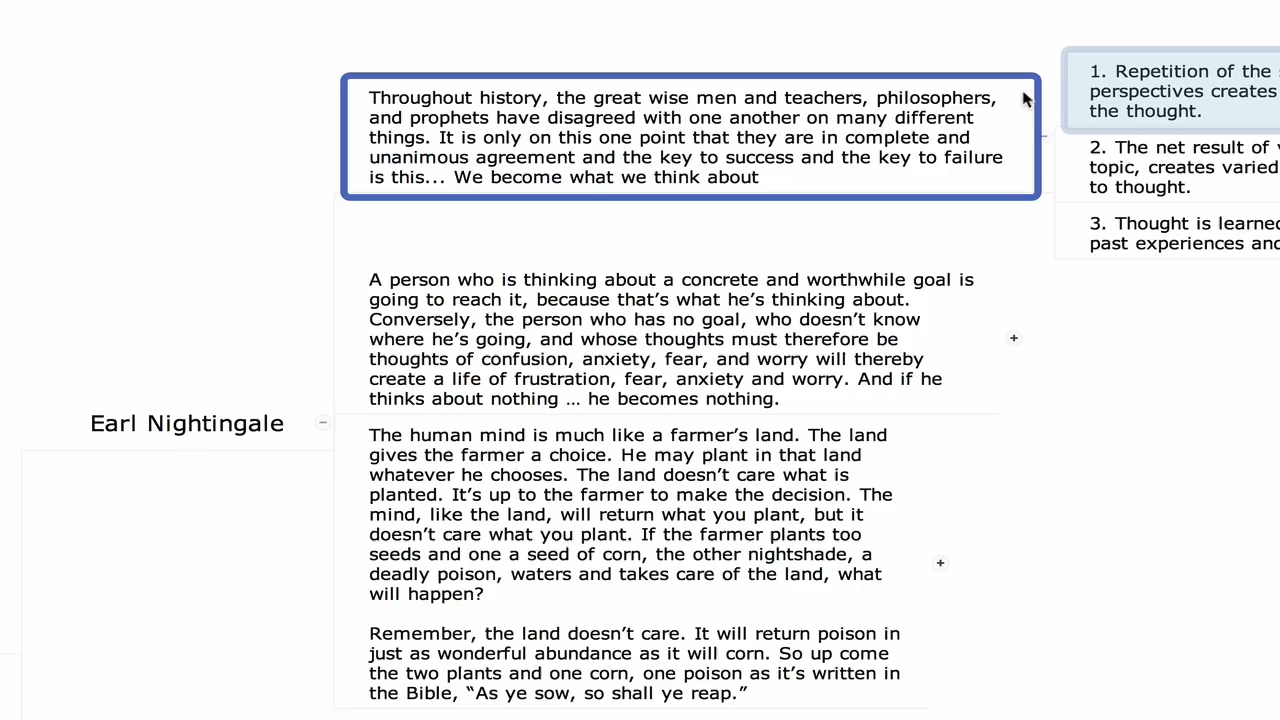 Throughout history, the great wise men and teachers, philosophers,
and prophets have disagreed with one another on many different
things. It is only on this one point that they are in complete and
unanimous agreement and the key to success and the key to failure
is this... We become what we think about
1. Repetition of the
perspectives creates
the thought.
2. The net result of
topic, creates varied
to thought.
3. Thought is learned
past experiences and
A person who is thinking about a concrete and worthwhile goal is
going to reach it, because that’s what he’s thinking about.
Conversely, the person who has no goal, who doesn’t know
where he’s going, and whose thoughts must therefore be
thoughts of confusion, anxiety, fear, and worry will thereby
create a life of frustration, fear, anxiety and worry. And if he
thinks about nothing ... he becomes nothing.
Earl Nightingale
The human mind is much like a farmer’s land. The land
gives the farmer a choice. He may plant in that land
whatever he chooses. The land doesn’t care what is
planted. It’s up to the farmer to make the decision. The
mind, like the land, will return what you plant, but it
doesn’t care what you plant. If the farmer plants too
seeds and one a seed of corn, the other nightshade, a
deadly poison, waters and takes care of the land, what
will happen?
Remember, the land doesn’t care. It will return poison in
just as wonderful abundance as it will corn. So up come
the two plants and one corn, one poison as it’s written in
the Bible, “As ye sow, so shall ye reap.”